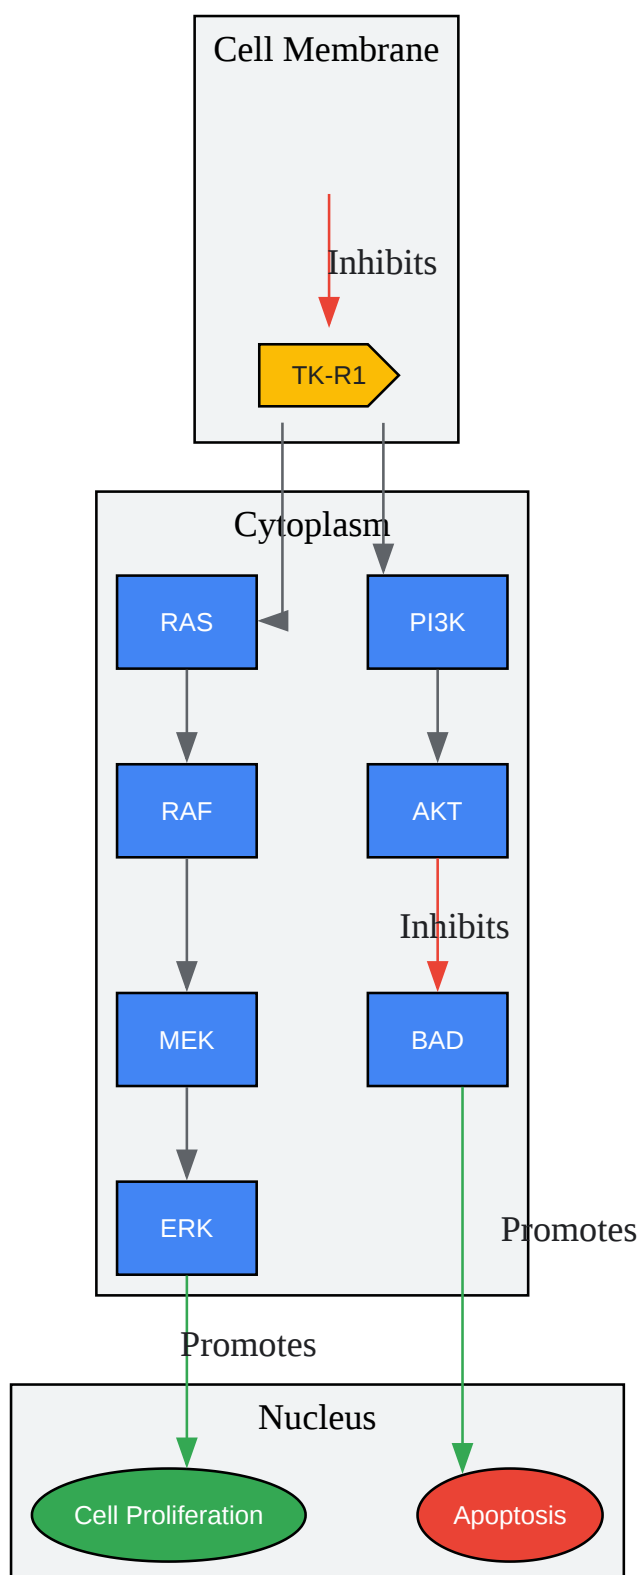 Cell Membrane
Inhibits
TK-R1
Cytoplasm
RAS
PI3K
RAF
AKT
Inhibits
MEK
BAD
ERK
Promotes
Promotes
Nucleus
Cell Proliferation
Apoptosis